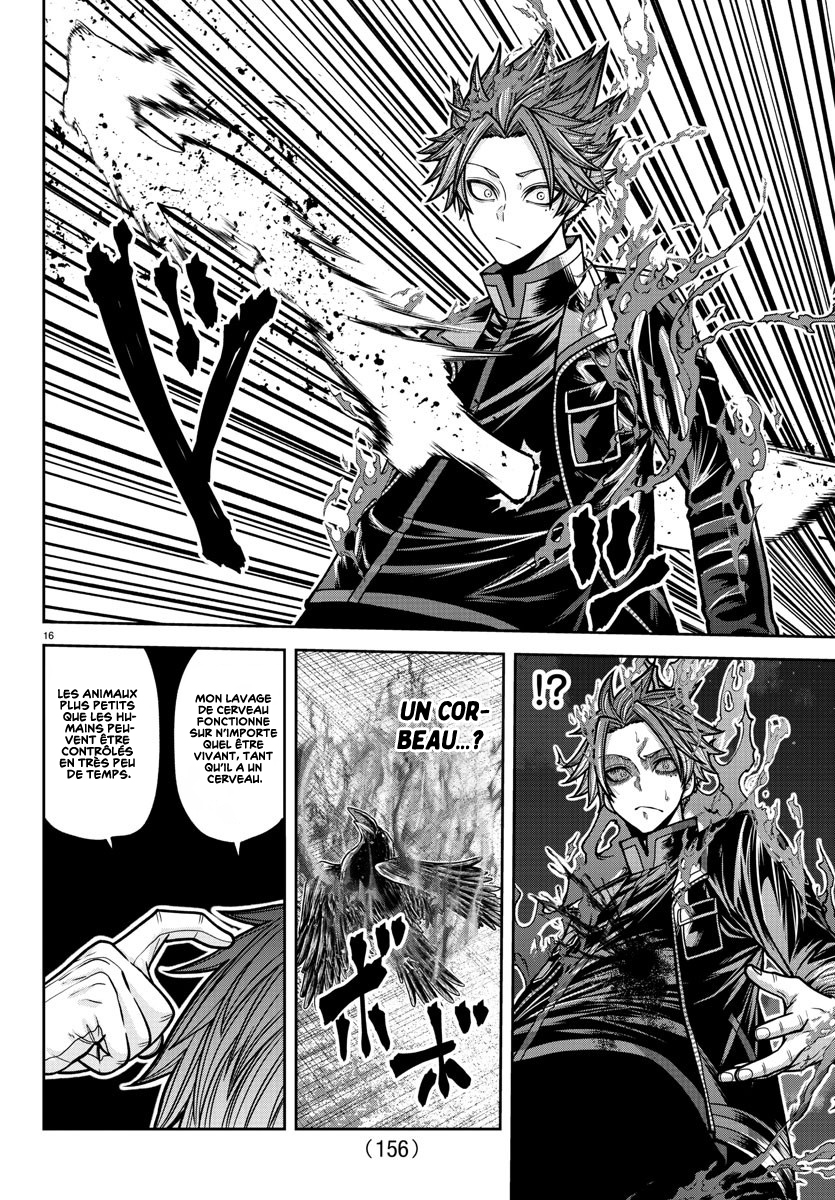 ヅ
ツ
16
!?
UN COR-
BEAU...?
ボボ
MON LAVAGE
DE CERVEAU
FONCTIONNE
SUR N'IMPORTE
QUEL ÊTRE
VIVANT, TANT
QU'IL A UN
CERVEAU.
LES ANIMAUX
PLUS PETITS
QUE LES HU-
MAINS PEU-
VENT ÊTRE
CONTRÔLÉS
EN TRÈS PEU
DE TEMPS.
(156)